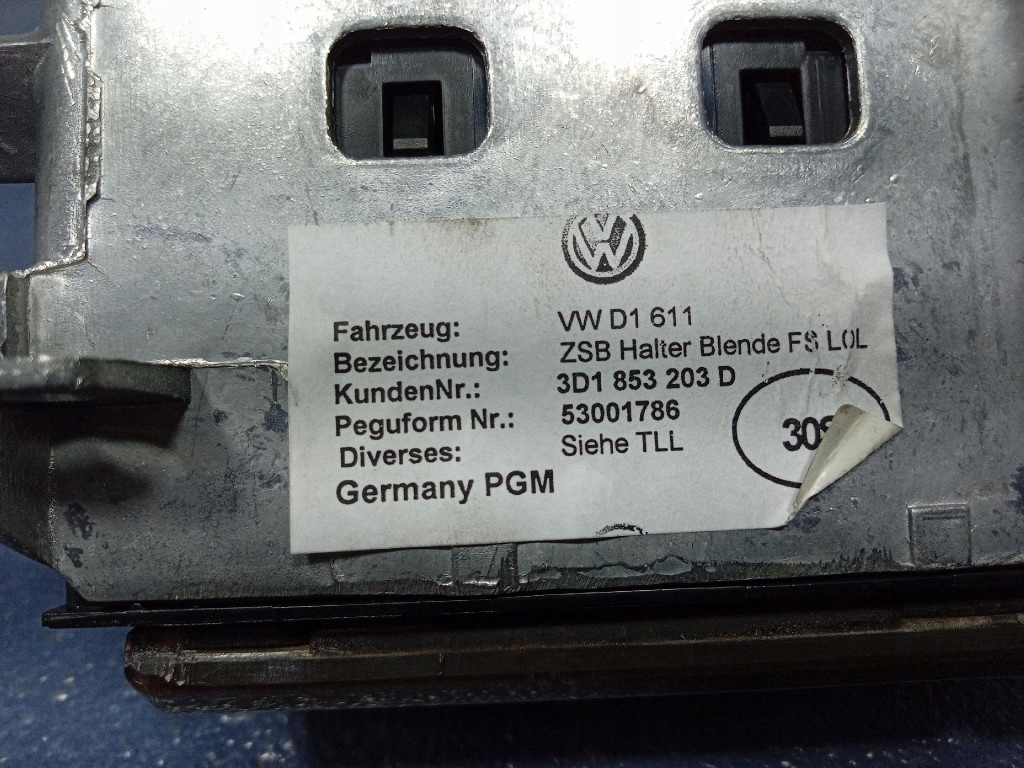 Fahrzeug: VW D1 611
Bezeichnung: ZSB Halter Blende FS L0L
KundenNr.: 3D1 853 203 D
Peguform Nr.: 53001786
Diverses: Siehe TLL
Germany PGM